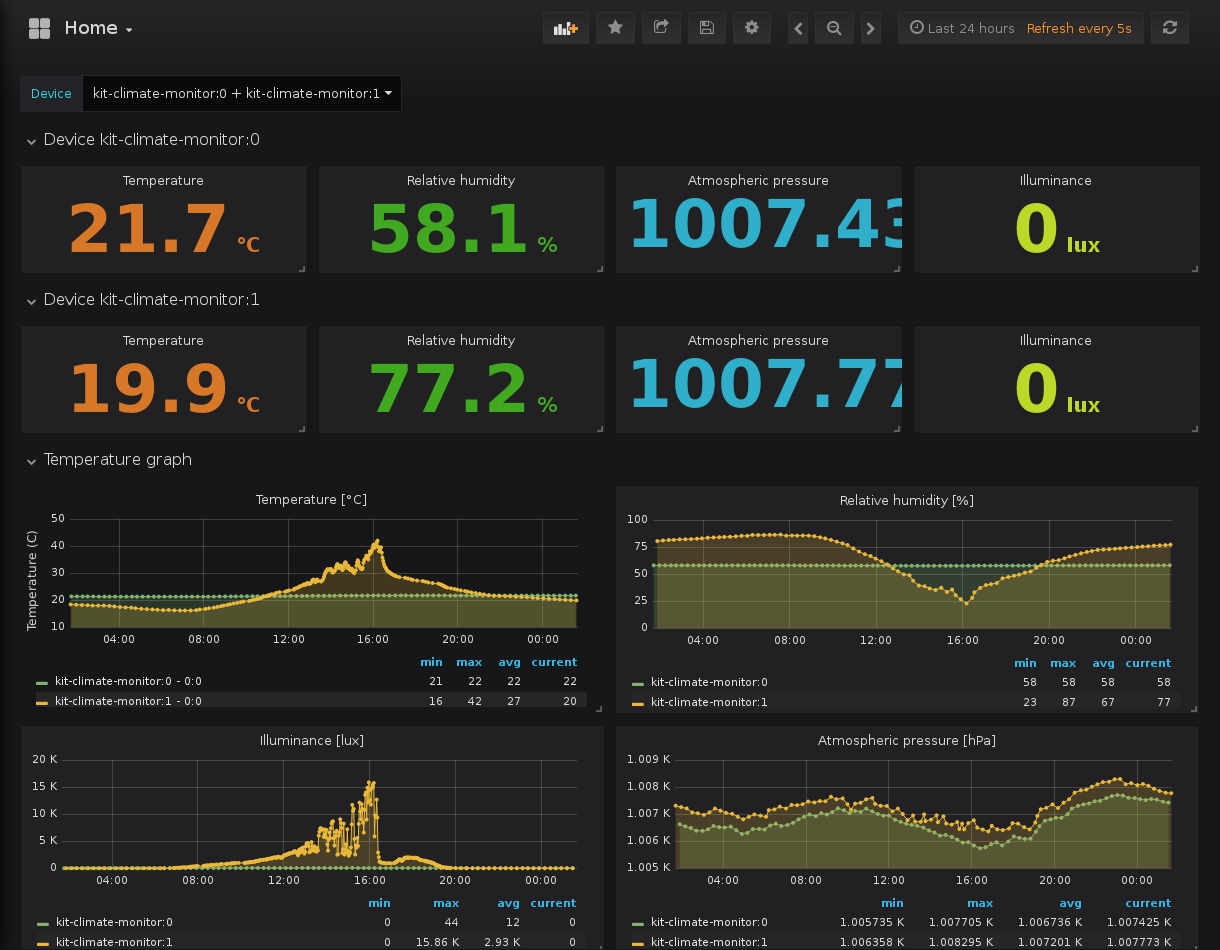 Home
Last 24 hours Refresh every 5s
Device kit-climate-monitor:0 + kit-climate-monitor:1
Device kit-climate-monitor:0
Temperature Relative humidity Atmospheric pressure Illuminance
21.7 °C 58.1 % 1007.43 0 lux
Device kit-climate-monitor:1
Temperature Relative humidity Atmospheric pressure Illuminance
19.9 °C 77.2 % 1007.77 0 lux
Temperature graph
Temperature [°C]
Temperature (C)
50
40
30
20
10
04:00 08:00 12:00 16:00 20:00 00:00
min max avg current
kit-climate-monitor:0 - 0:0 21 22 22 22
kit-climate-monitor:1 - 0:0 16 42 27 20
Relative humidity [%]
100
75
50
25
0
04:00 08:00 12:00 16:00 20:00 00:00
min max avg current
kit-climate-monitor:0 58 58 58 58
kit-climate-monitor:1 23 87 67 77
Illuminance [lux]
20 K
15 K
10 K
5 K
0
04:00 08:00 12:00 16:00 20:00 00:00
min max avg current
kit-climate-monitor:0 0 44 12 0
kit-climate-monitor:1 0 15.86 K 2.93 K 0
Atmospheric pressure [hPa]
1.009 K
1.008 K
1.007 K
1.006 K
1.005 K
04:00 08:00 12:00 16:00 20:00 00:00
min max avg current
kit-climate-monitor:0 1.005735 K 1.007705 K 1.006736 K 1.007425 K
kit-climate-monitor:1 1.006358 K 1.008295 K 1.007201 K 1.007773 K